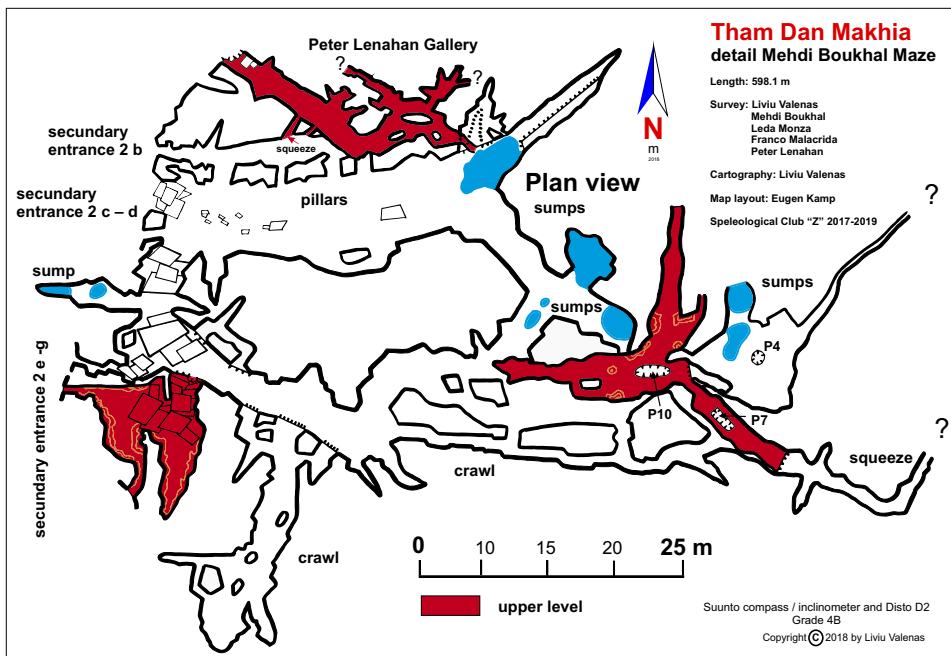 Tham Dan Makhia
detail Mehdi Boukhal Maze
Length: 598.1 m
Survey: Liviu Valenas
Mehdi Boukhal
Leda Monza
Franco Malacrida
Peter Lenahan
Cartography: Liviu Valenas
Map layout: Eugen Kamp
Speleological Club “Z” 2017-2019
N
m
2018
Peter Lenahan Gallery
?
?
secundary
entrance 2 b
squeeze
secundary
entrance 2 c – d
pillars
Plan view
sumps
?
sump
sumps
sumps
P4
secundary entrance 2 e -g
P10
P7
?
squeeze
crawl
crawl
0
10
15
20
25 m
upper level
Suunto compass / inclinometer and Disto D2
Grade 4B
Copyright © 2018 by Liviu Valenas